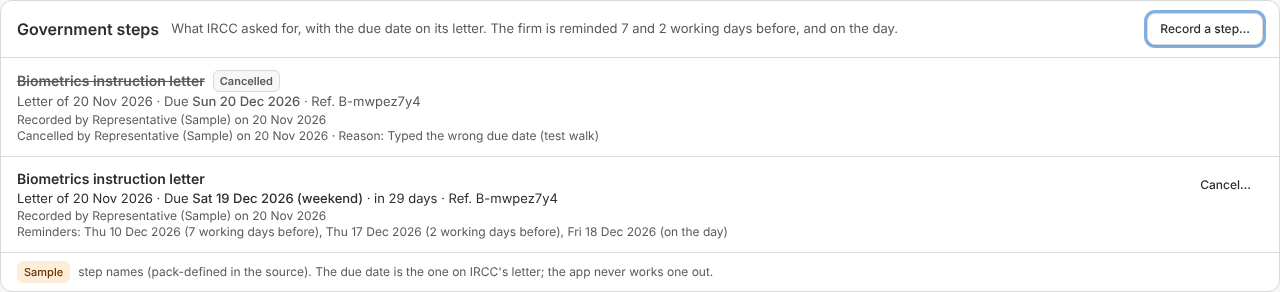 Government steps What IRCC asked for, with the due date on its letter. The firm is reminded 7 and 2 working days before, and on the day. Record a step...
Biometrics instruction letter Cancelled
Letter of 20 Nov 2026 · Due Sun 20 Dec 2026 · Ref. B-mwpez7y4
Recorded by Representative (Sample) on 20 Nov 2026
Cancelled by Representative (Sample) on 20 Nov 2026 · Reason: Typed the wrong due date (test walk)
Biometrics instruction letter
Cancel...
Letter of 20 Nov 2026 · Due Sat 19 Dec 2026 (weekend) · in 29 days · Ref. B-mwpez7y4
Recorded by Representative (Sample) on 20 Nov 2026
Reminders: Thu 10 Dec 2026 (7 working days before), Thu 17 Dec 2026 (2 working days before), Fri 18 Dec 2026 (on the day)
Sample step names (pack-defined in the source). The due date is the one on IRCC's letter; the app never works one out.